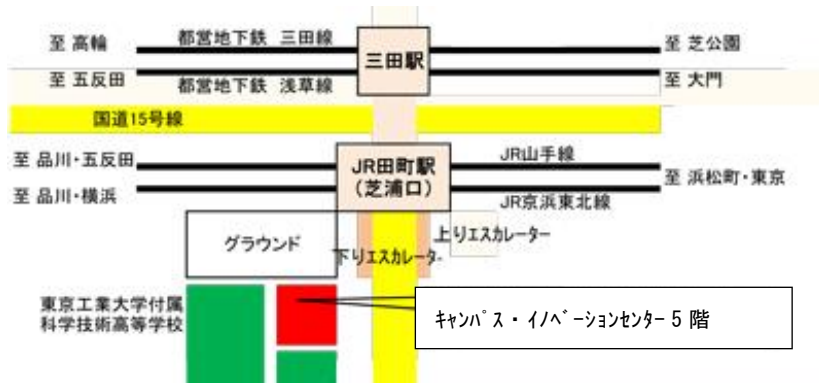 至 高輪
都営地下鉄 三田線
三田駅
至 芝公園
至 五反田
都営地下鉄 浅草線
至 大門
国道15号線
至 品川・五反田
JR田町駅
(芝浦口)
JR山手線
至 浜松町・東京
至 品川・横浜
JR京浜東北線
グラウンド
下りエスカレータ-
上りエスカレーター
東京工業大学付属
科学技術高等学校
ｷｬﾝﾊﾟｽ・ｲﾉﾍﾞｰｼｮﾝｾﾝﾀｰ 5 階